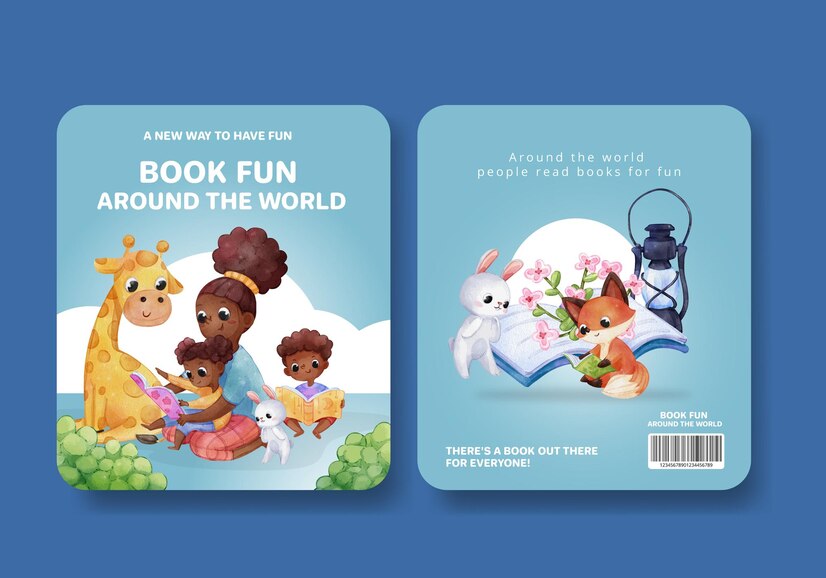 A NEW WAY TO HAVE FUN
BOOK FUN
AROUND THE WORLD
Around the world
people read books for fun
THERE'S A BOOK OUT THERE
FOR EVERYONE!
BOOK FUN
AROUND THE WORLD
12345678901234456789